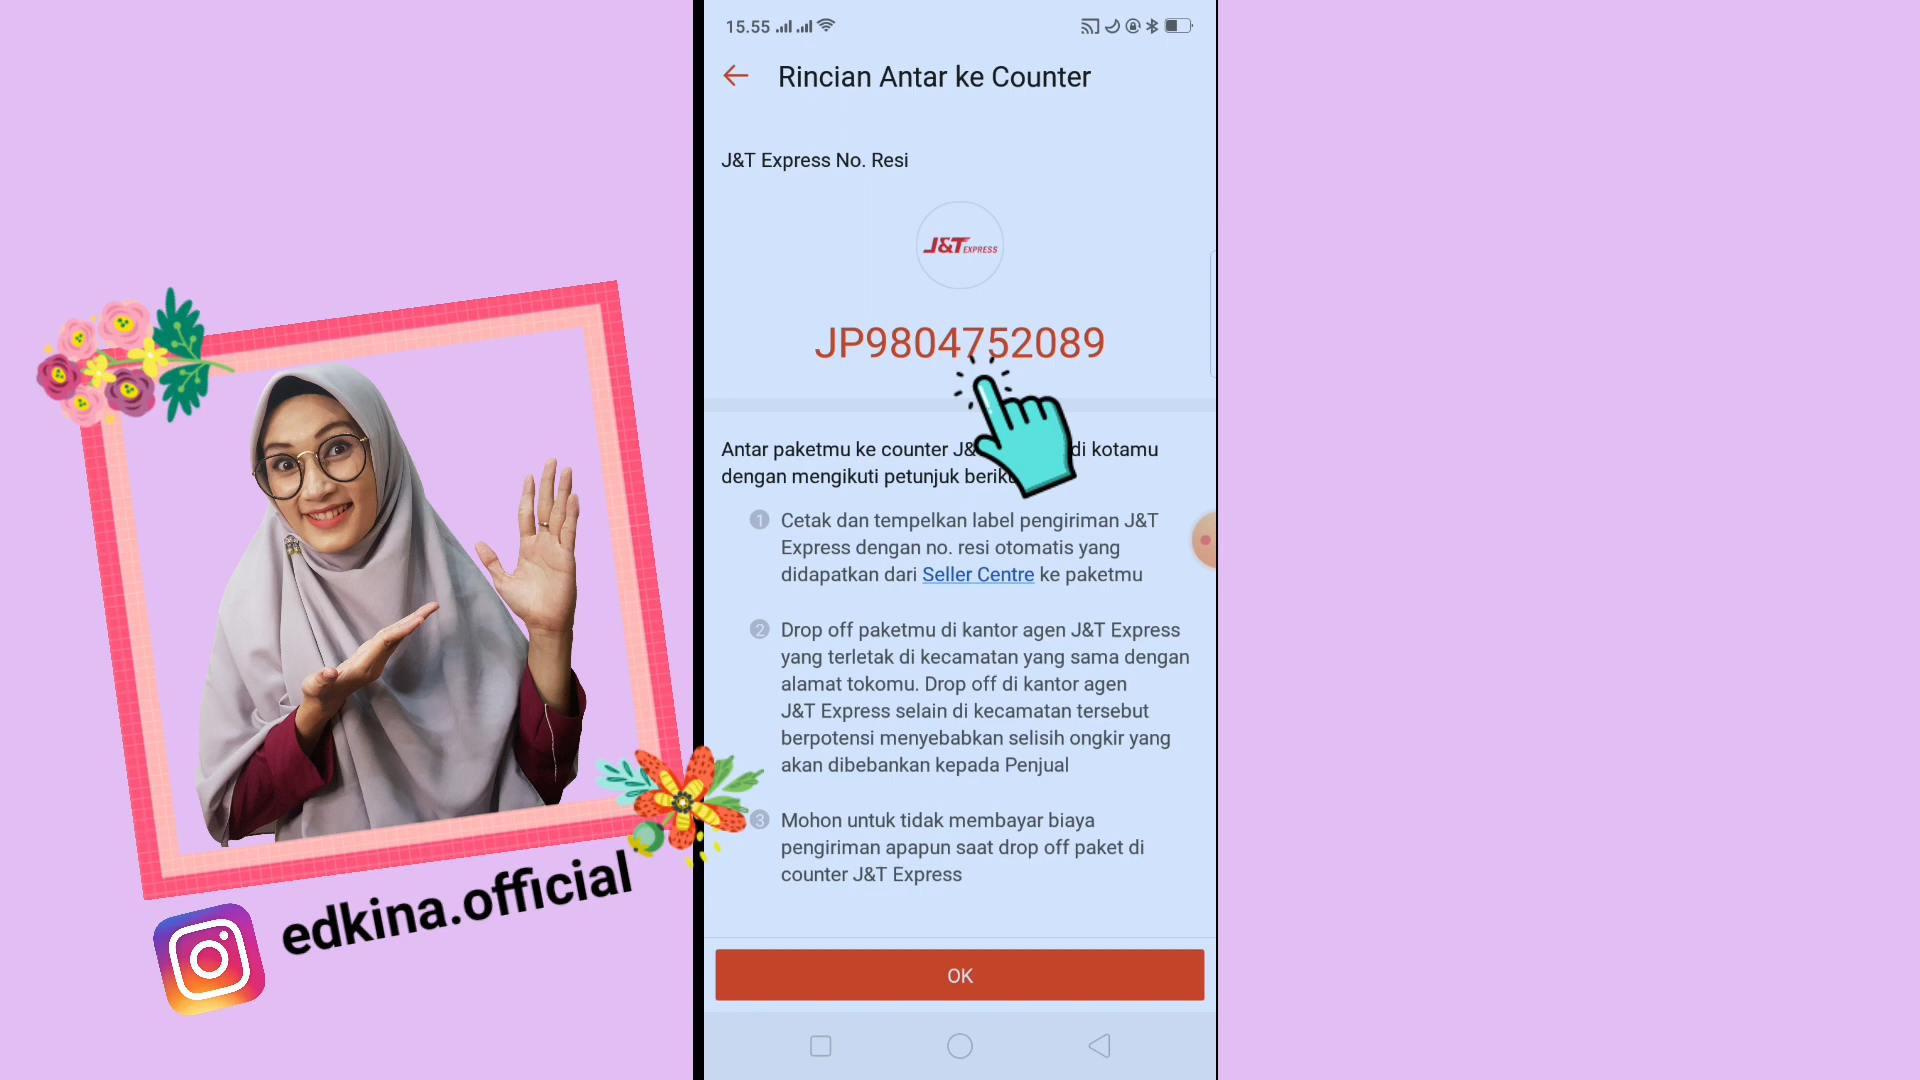 15.55
Rincian Antar ke Counter
J&T Express No. Resi
J&T EXPRESS
JP9804752089
Antar paketmu ke counter J& di kotamu
dengan mengikuti petunjuk
1 Cetak dan tempelkan label pengiriman J&T
Express dengan no. resi otomatis yang
didapatkan dari Seller Centre ke paketmu
2 Drop off paketmu di kantor agen J&T Express
yang terletak di kecamatan yang sama dengan
alamat tokomu. Drop off di kantor agen
J&T Express selain di kecamatan tersebut
berpotensi menyebabkan selisih ongkir yang
akan dibebankan kepada Penjual
3 Mohon untuk tidak membayar biaya
pengiriman apapun saat drop off paket di
counter J&T Express
OK
edkina.official